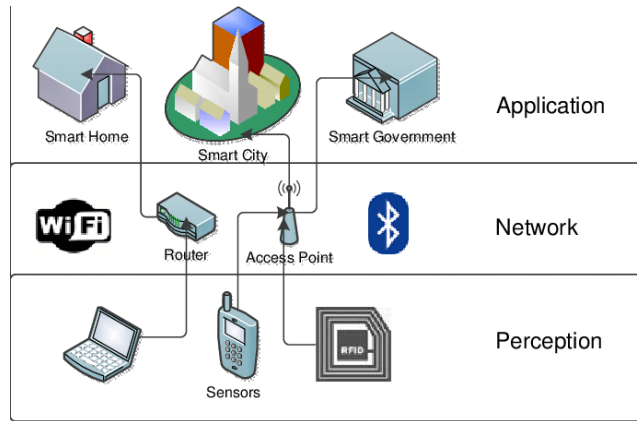 Smart Home
Smart City
Smart Government
Application
WiFi
Router
Access Point
Network
Sensors
RFID
Perception